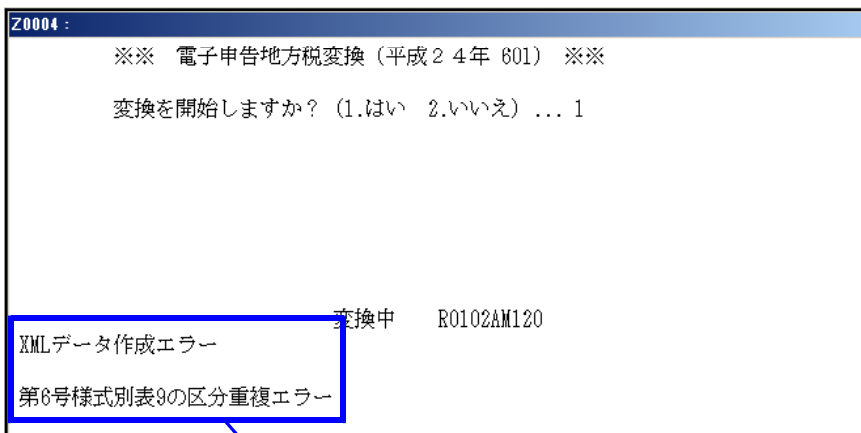 Z0004 :
※※ 電子申告地方税変換（平成２４年 601） ※※
変換を開始しますか？（1.はい 2.いいえ）... 1
変換中 R0102AM120
XMLデータ作成エラー
第6号様式別表9の区分重複エラー